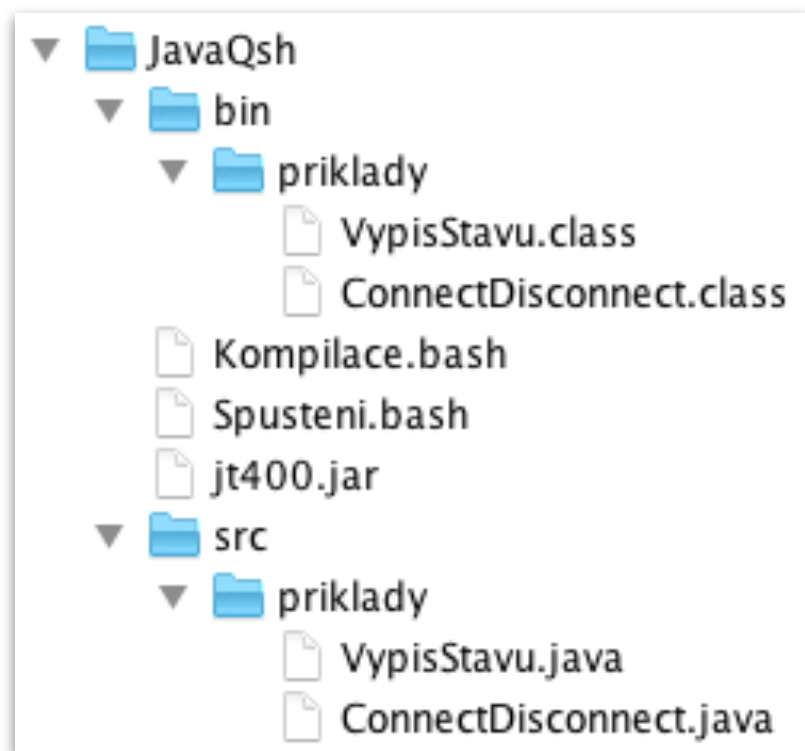 JavaQsh
bin
priklady
VypisStavu.class
ConnectDisconnect.class
Kompilace.bash
Spusteni.bash
jt400.jar
src
priklady
VypisStavu.java
ConnectDisconnect.java